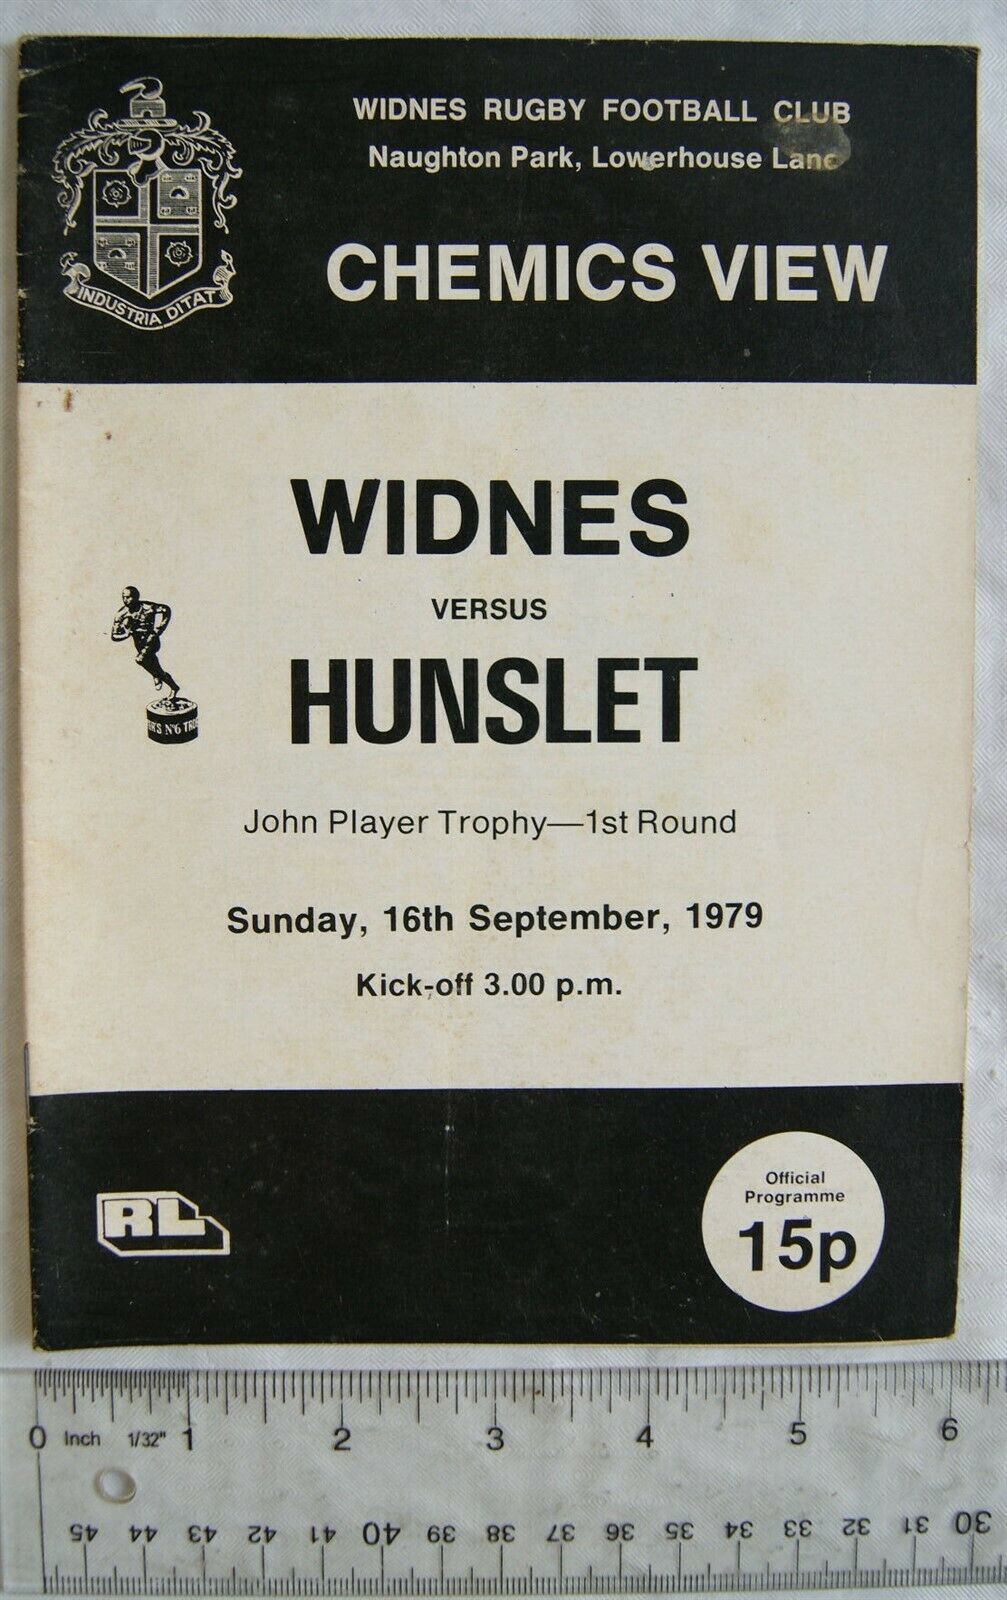 WIDNES RUGBY FOOTBALL CLUB
Naughton Park, Lowerhouse Lane
CHEMICS VIEW
INDUSTRIA DITAT
WIDNES
VERSUS
HUNSLET
ER'S No6 TRO
John Player Trophy—1st Round
Sunday, 16th September, 1979
Kick-off 3.00 p.m.
RL
Official
Programme
15p
0 Inch 1/32" 1 2 3 4 5 6
45 44 43 42 41 40 39 38 37 36 35 34 33 32 31 30